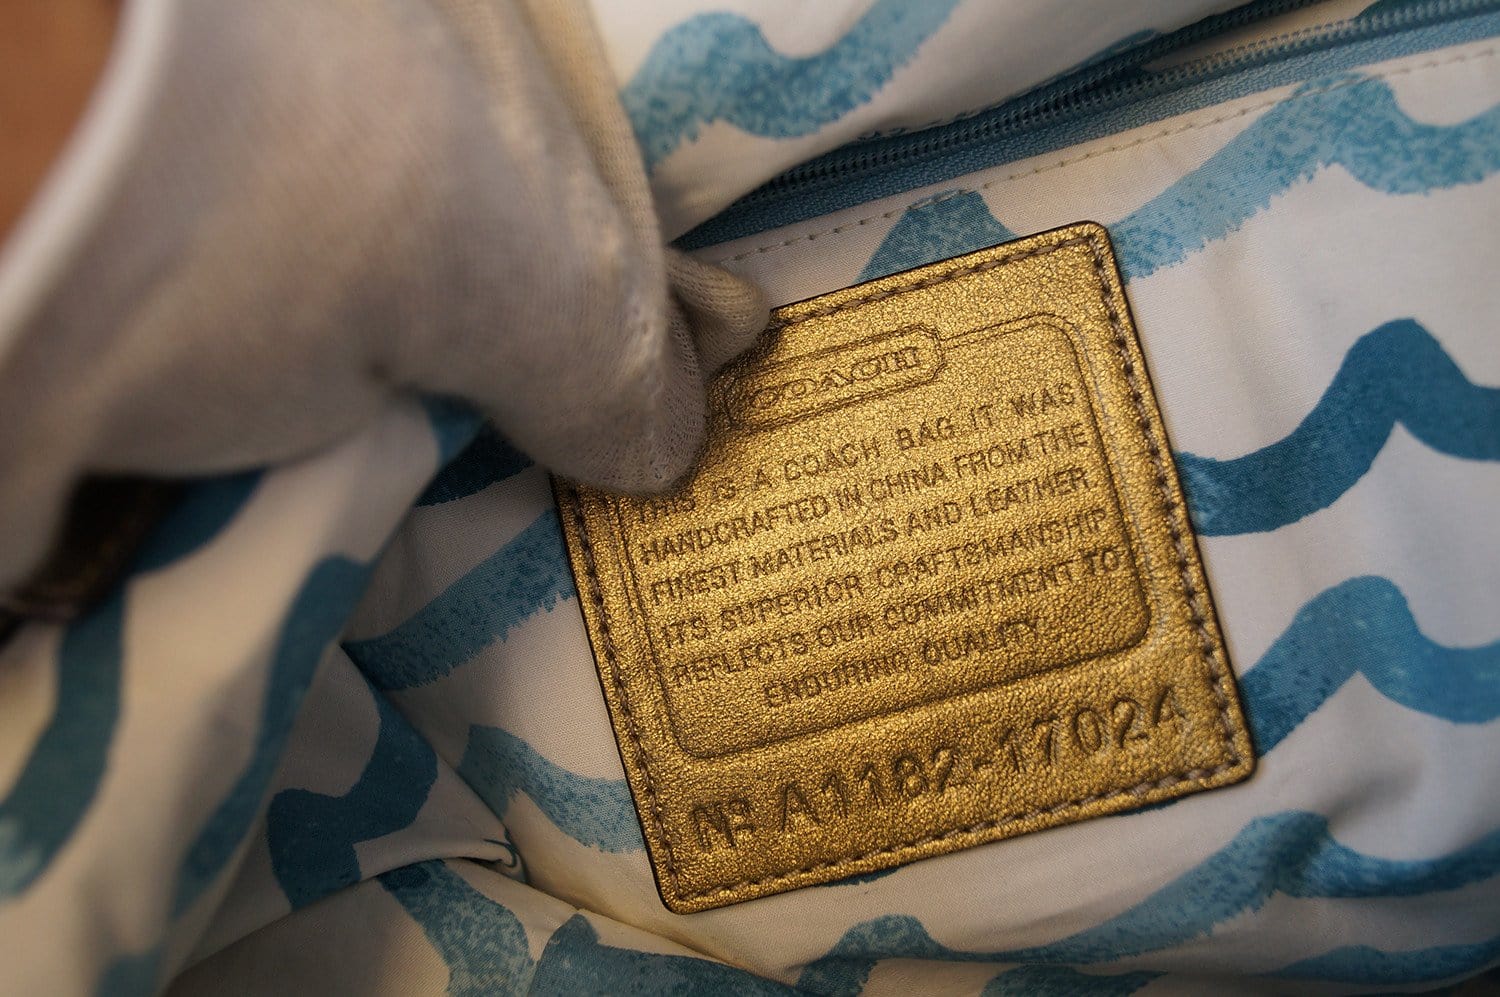 COACH
THIS IS A COACH BAG IT WAS
HANDCRAFTED IN CHINA FROM THE
FINEST MATERIALS AND LEATHER
ITS SUPERIOR CRAFTSMANSHIP
REFLECTS OUR COMMITMENT TO
ENDURING QUALITY
Nº A1182-17024